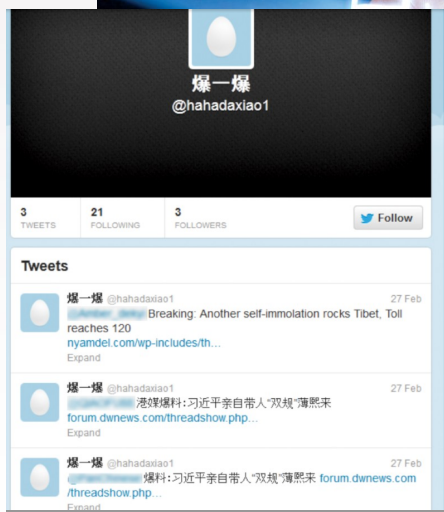 爆一爆
@hahadaxiao1
3 21 3
TWEETS FOLLOWING FOLLOWERS
Follow
Tweets
爆一爆 @hahadaxiao1 27 Feb
Breaking: Another self-immolation rocks Tibet, Toll
reaches 120
nyamdel.com/wp-includes/th…
Expand
爆一爆 @hahadaxiao1 27 Feb
港媒爆料:习近平亲自带人“双规”薄熙来
forum.dwnews.com/threadshow.php…
Expand
爆一爆 @hahadaxiao1 27 Feb
爆料:习近平亲自带人“双规”薄熙来 forum.dwnews.com
/threadshow.php…
Expand